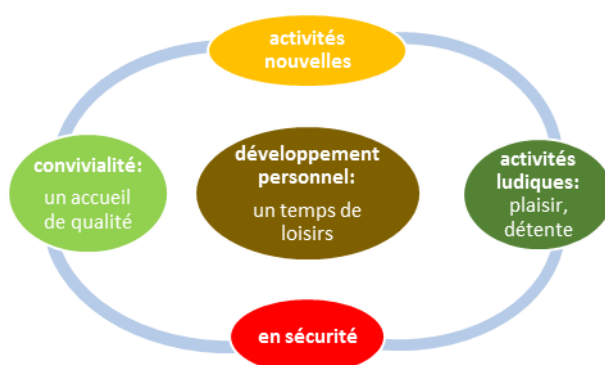 activités
nouvelles
convivialité:
un accueil
de qualité
développement
personnel:
un temps de
loisirs
activités
ludiques:
plaisir,
détente
en sécurité